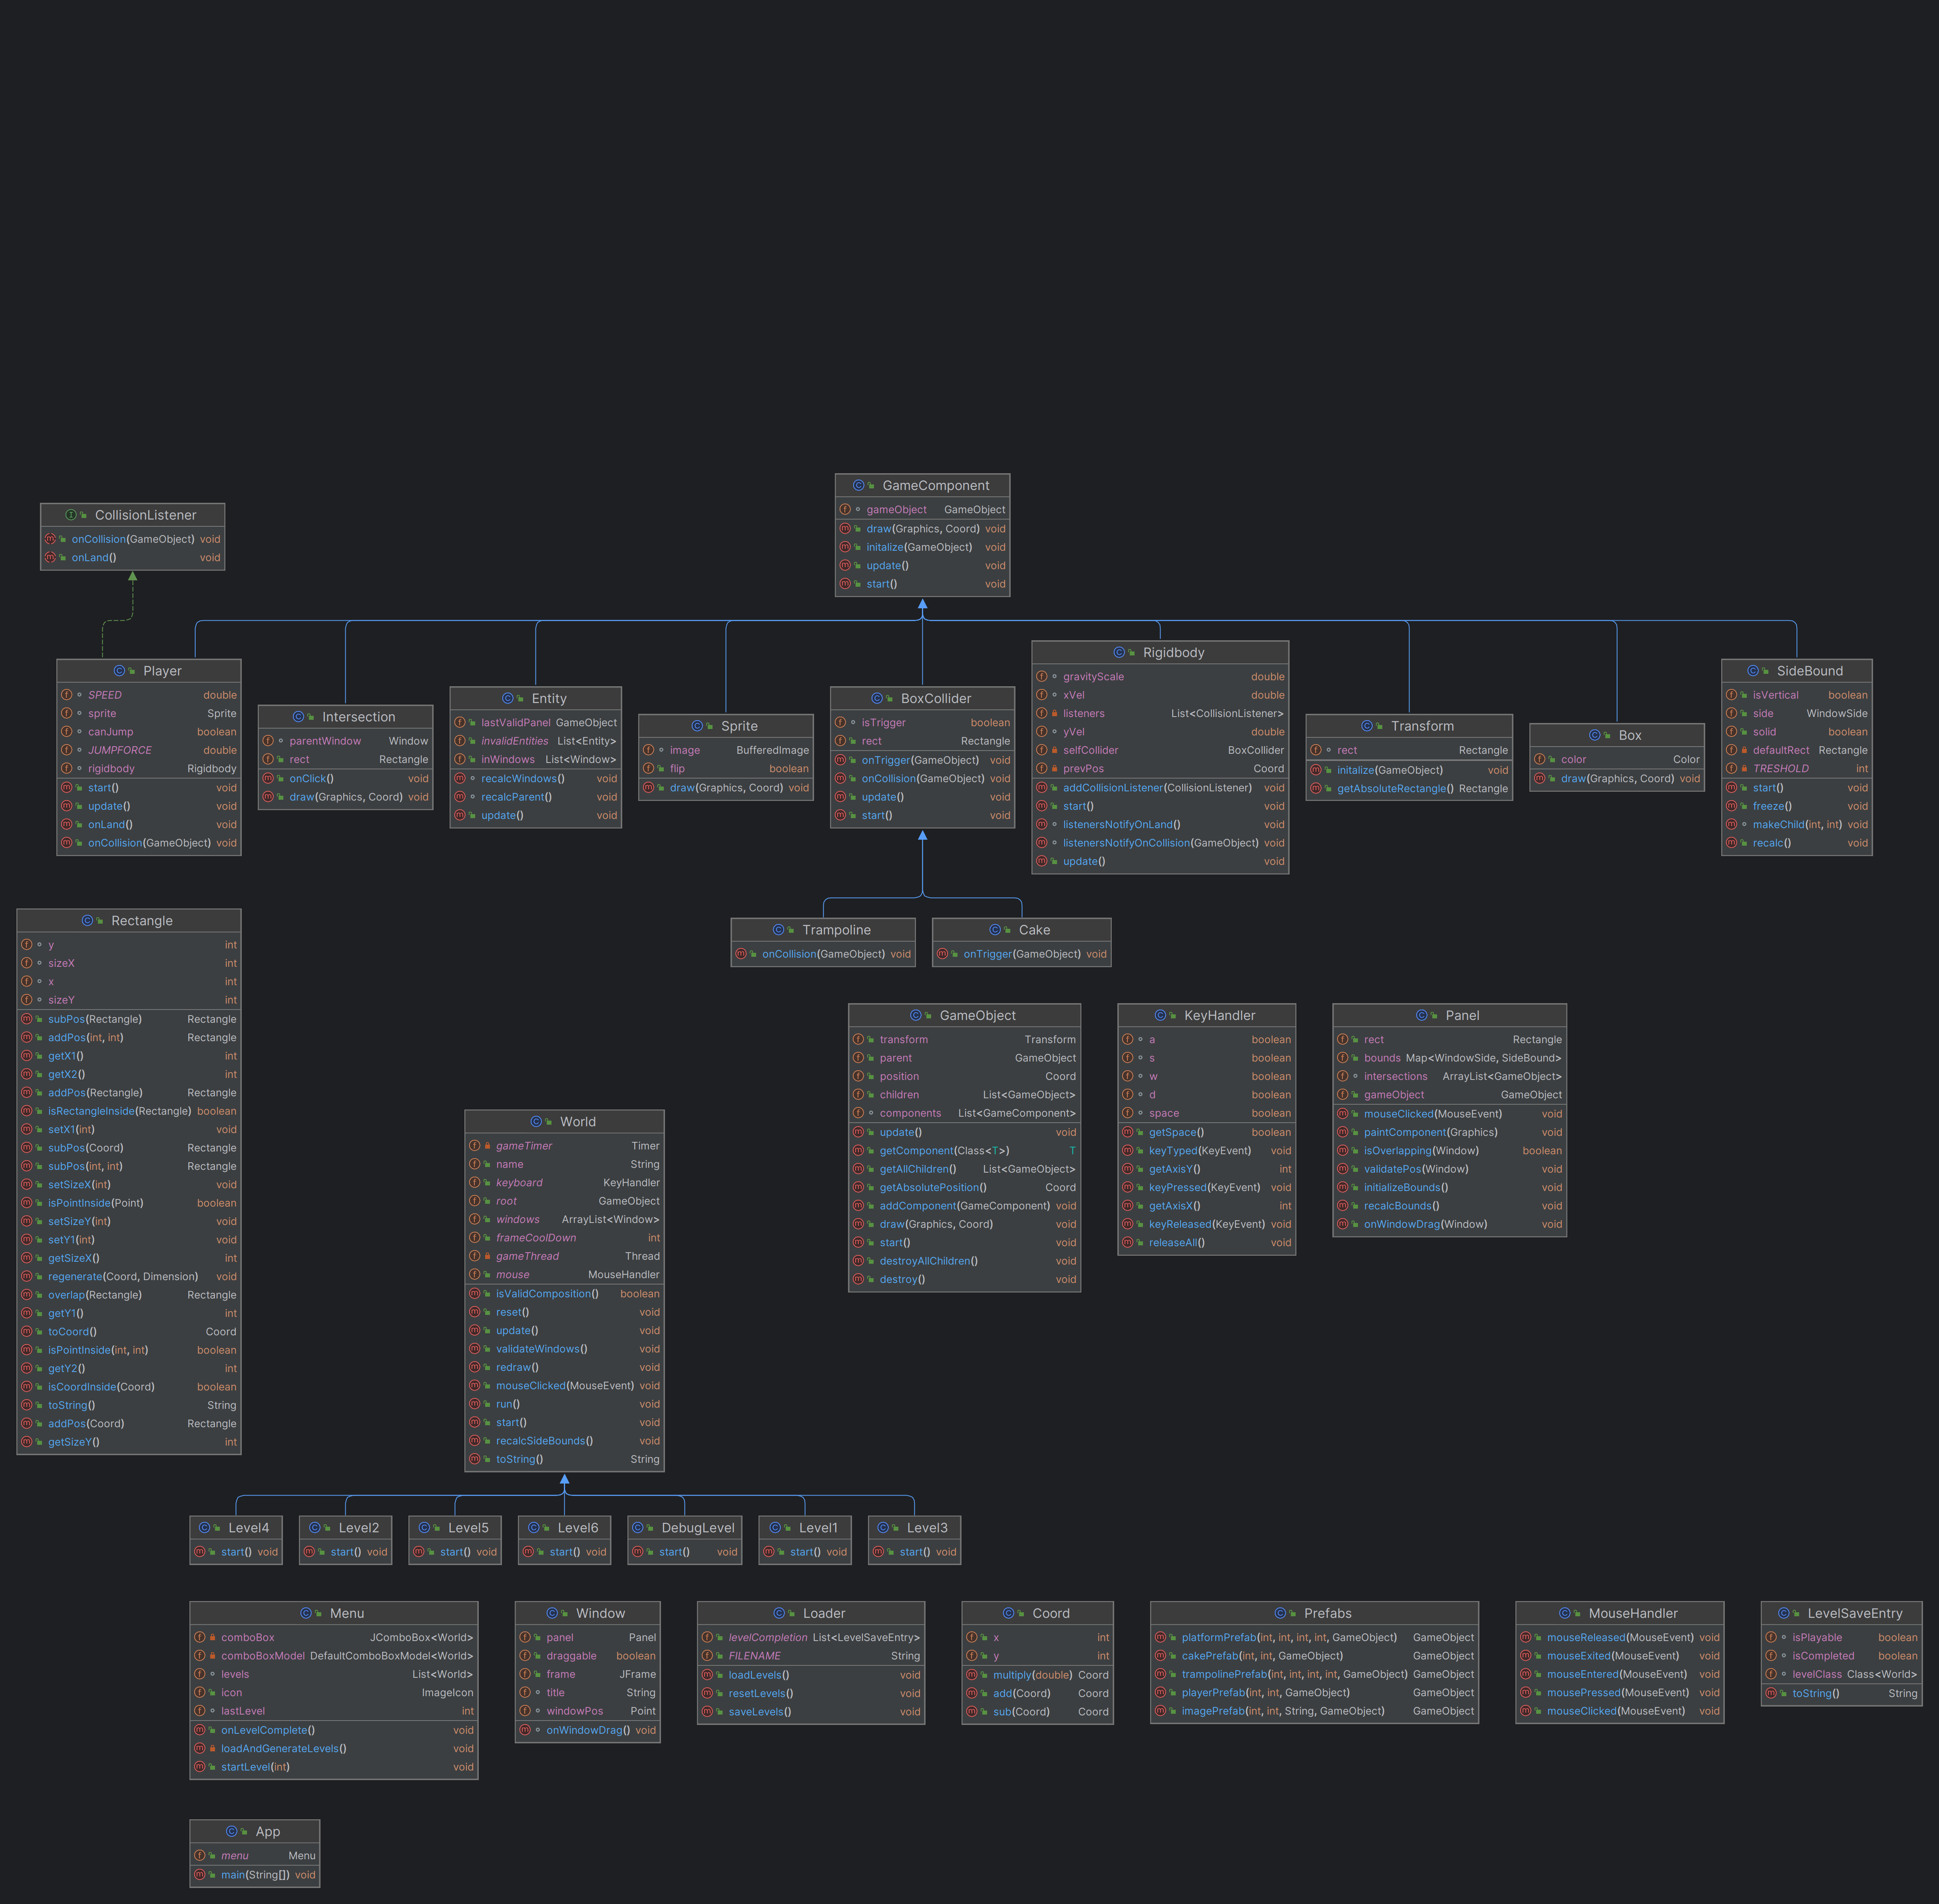 GameComponent
gameObject GameObject
draw(Graphics, Coord) void
initalize(GameObject) void
update() void
start() void
CollisionListener
onCollision(GameObject) void
onLand() void
Player
SPEED double
sprite Sprite
canJump boolean
JUMPFORCE double
rigidbody Rigidbody
start() void
update() void
onLand() void
onCollision(GameObject) void
Intersection
parentWindow Window
rect Rectangle
onClick() void
draw(Graphics, Coord) void
Entity
lastValidPanel GameObject
invalidEntities List<Entity>
inWindows List<Window>
recalcWindows() void
recalcParent() void
update() void
Sprite
image BufferedImage
flip boolean
draw(Graphics, Coord) void
BoxCollider
isTrigger boolean
rect Rectangle
onTrigger(GameObject) void
onCollision(GameObject) void
update() void
start() void
Rigidbody
gravityScale double
xVel double
listeners List<CollisionListener>
yVel double
selfCollider BoxCollider
prevPos Coord
addCollisionListener(CollisionListener) void
start() void
listenersNotifyOnLand() void
listenersNotifyOnCollision(GameObject) void
update() void
Transform
rect Rectangle
initalize(GameObject) void
getAbsoluteRectangle() Rectangle
Box
color Color
draw(Graphics, Coord) void
SideBound
isVertical boolean
side WindowSide
solid boolean
defaultRect Rectangle
TRESHOLD int
start() void
freeze() void
makeChild(int, int) void
recalc() void
Rectangle
y int
sizeX int
x int
sizeY int
subPos(Rectangle) Rectangle
addPos(int, int) Rectangle
getX1() int
getX2() int
addPos(Rectangle) Rectangle
isRectangleInside(Rectangle) boolean
setX1(int) void
subPos(Coord) Rectangle
subPos(int, int) Rectangle
setSizeX(int) void
isPointInside(Point) boolean
setSizeY(int) void
setY1(int) void
getSizeX() int
regenerate(Coord, Dimension) void
overlap(Rectangle) Rectangle
getY1() int
toCoord() Coord
isPointInside(int, int) boolean
getY2() int
isCoordInside(Coord) boolean
toString() String
addPos(Coord) Rectangle
getSizeY() int
Trampoline
onCollision(GameObject) void
Cake
onTrigger(GameObject) void
GameObject
transform Transform
parent GameObject
position Coord
children List<GameObject>
components List<GameComponent>
update() void
getComponent(Class<T>) T
getAllChildren() List<GameObject>
getAbsolutePosition() Coord
addComponent(GameComponent) void
draw(Graphics, Coord) void
start() void
destroyAllChildren() void
destroy() void
KeyHandler
a boolean
s boolean
w boolean
d boolean
space boolean
getSpace() boolean
keyTyped(KeyEvent) void
getAxisY() int
keyPressed(KeyEvent) void
getAxisX() int
keyReleased(KeyEvent) void
releaseAll() void
Panel
rect Rectangle
bounds Map<WindowSide, SideBound>
intersections ArrayList<GameObject>
gameObject GameObject
mouseClicked(MouseEvent) void
paintComponent(Graphics) void
isOverlapping(Window) boolean
validatePos(Window) void
initializeBounds() void
recalcBounds() void
onWindowDrag(Window) void
World
gameTimer Timer
name String
keyboard KeyHandler
root GameObject
windows ArrayList<Window>
frameCoolDown int
gameThread Thread
mouse MouseHandler
isValidComposition() boolean
reset() void
update() void
validateWindows() void
redraw() void
mouseClicked(MouseEvent) void
run() void
start() void
recalcSideBounds() void
toString() String
Level4
start() void
Level2
start() void
Level5
start() void
Level6
start() void
DebugLevel
start() void
Level1
start() void
Level3
start() void
Menu
comboBox JComboBox<World>
comboBoxModel DefaultComboBoxModel<World>
levels List<World>
icon ImageIcon
lastLevel int
onLevelComplete() void
loadAndGenerateLevels() void
startLevel(int) void
Window
panel Panel
draggable boolean
frame JFrame
title String
windowPos Point
onWindowDrag() void
Loader
levelCompletion List<LevelSaveEntry>
FILENAME String
loadLevels() void
resetLevels() void
saveLevels() void
Coord
x int
y int
multiply(double) Coord
add(Coord) Coord
sub(Coord) Coord
Prefabs
platformPrefab(int, int, int, int, GameObject) GameObject
cakePrefab(int, int, GameObject) GameObject
trampolinePrefab(int, int, int, int, GameObject) GameObject
playerPrefab(int, int, GameObject) GameObject
imagePrefab(int, int, String, GameObject) GameObject
MouseHandler
mouseReleased(MouseEvent) void
mouseExited(MouseEvent) void
mouseEntered(MouseEvent) void
mousePressed(MouseEvent) void
mouseClicked(MouseEvent) void
LevelSaveEntry
isPlayable boolean
isCompleted boolean
levelClass Class<World>
toString() String
App
menu Menu
main(String[]) void